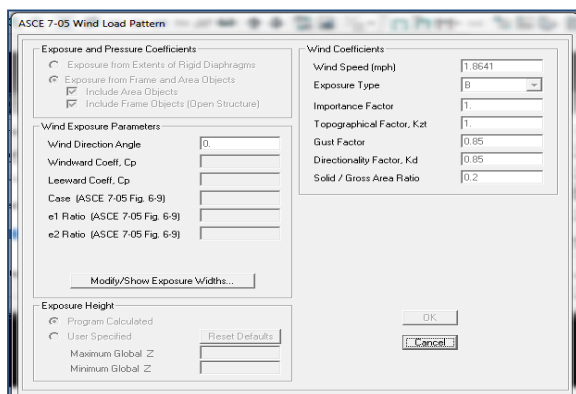 ASCE 7-05 Wind Load Pattern
Exposure and Pressure Coefficients
Exposure from Extents of Rigid Diaphragms
Exposure from Frame and Area Objects
Include Area Objects
Include Frame Objects (Open Structure)
Wind Exposure Parameters
Wind Direction Angle 0.
Windward Coeff, Cp
Leeward Coeff, Cp
Case (ASCE 7-05 Fig. 6-9)
e1 Ratio (ASCE 7-05 Fig. 6-9)
e2 Ratio (ASCE 7-05 Fig. 6-9)
Modify/Show Exposure Widths...
Exposure Height
Program Calculated
User Specified Reset Defaults
Maximum Global Z
Minimum Global Z
Wind Coefficients
Wind Speed (mph) 1.8641
Exposure Type B
Importance Factor 1.
Topographical Factor, Kzt 1.
Gust Factor 0.85
Directionality Factor, Kd 0.85
Solid / Gross Area Ratio 0.2
OK
Cancel